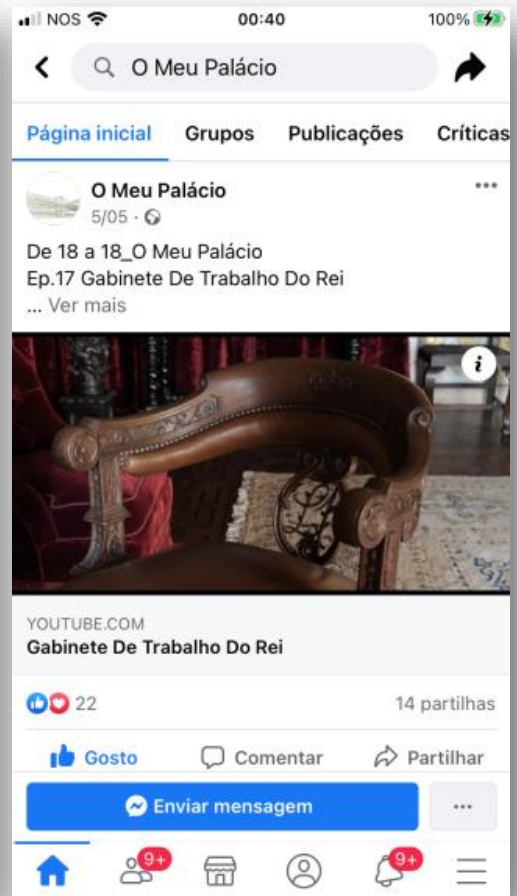 NOS 00:40 100%
O Meu Palácio
Página inicial Grupos Publicações Críticas
O Meu Palácio
5/05 ·
De 18 a 18_O Meu Palácio
Ep.17 Gabinete De Trabalho Do Rei
... Ver mais
i
YOUTUBE.COM
Gabinete De Trabalho Do Rei
22 14 partilhas
Gosto Comentar Partilhar
Enviar mensagem ...
9+ 9+